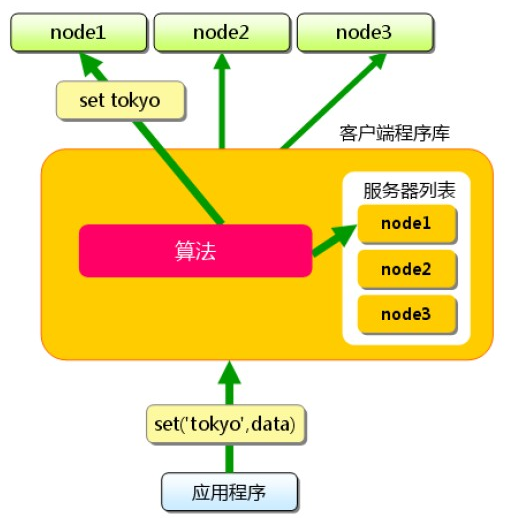 node1
node2
node3
set tokyo
客户端程序库
服务器列表
node1
算法
node2
node3
set('tokyo',data)
应用程序